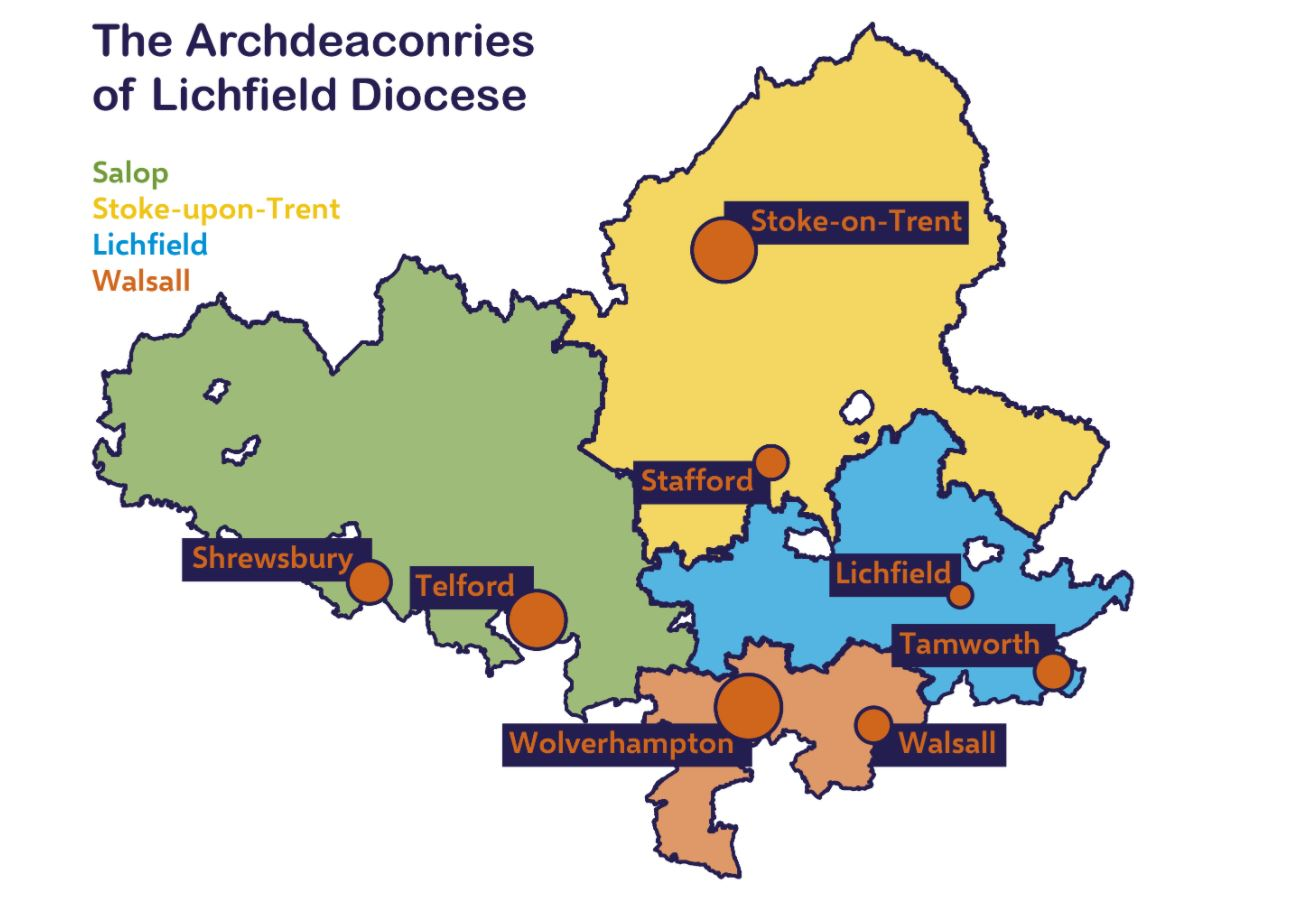 The Archdeaconries
of Lichfield Diocese
Salop
Stoke-upon-Trent
Lichfield
Walsall
Stoke-on-Trent
Stafford
Shrewsbury
Telford
Lichfield
Tamworth
Wolverhampton
Walsall